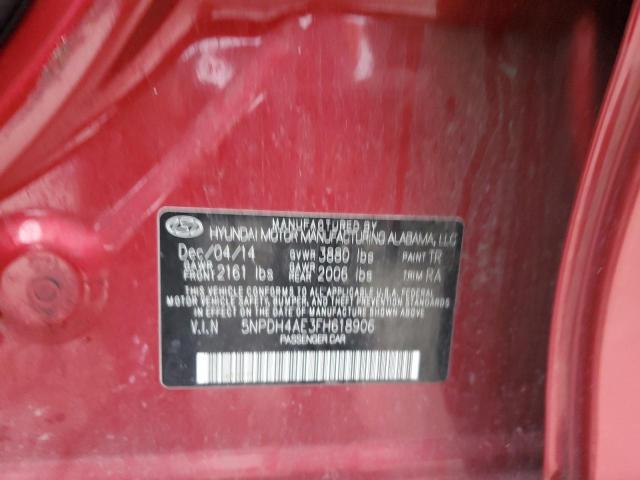 MANUFACTURED BY
HYUNDAI MOTOR MANUFACTURING ALABAMA, LLC
Dec/04/14 GVWR 3880 lbs PAINT TR
GAWR FRONT 2161 lbs GAWR REAR 2006 lbs TRIM RA
THIS VEHICLE CONFORMS TO ALL APPLICABLE U.S.A. FEDERAL
MOTOR VEHICLE SAFETY, BUMPER, AND THEFT PREVENTION STANDARDS
IN EFFECT ON THE DATE OF MANUFACTURE SHOWN ABOVE
V.I.N 5NPDH4AE3FH618906
PASSENGER CAR